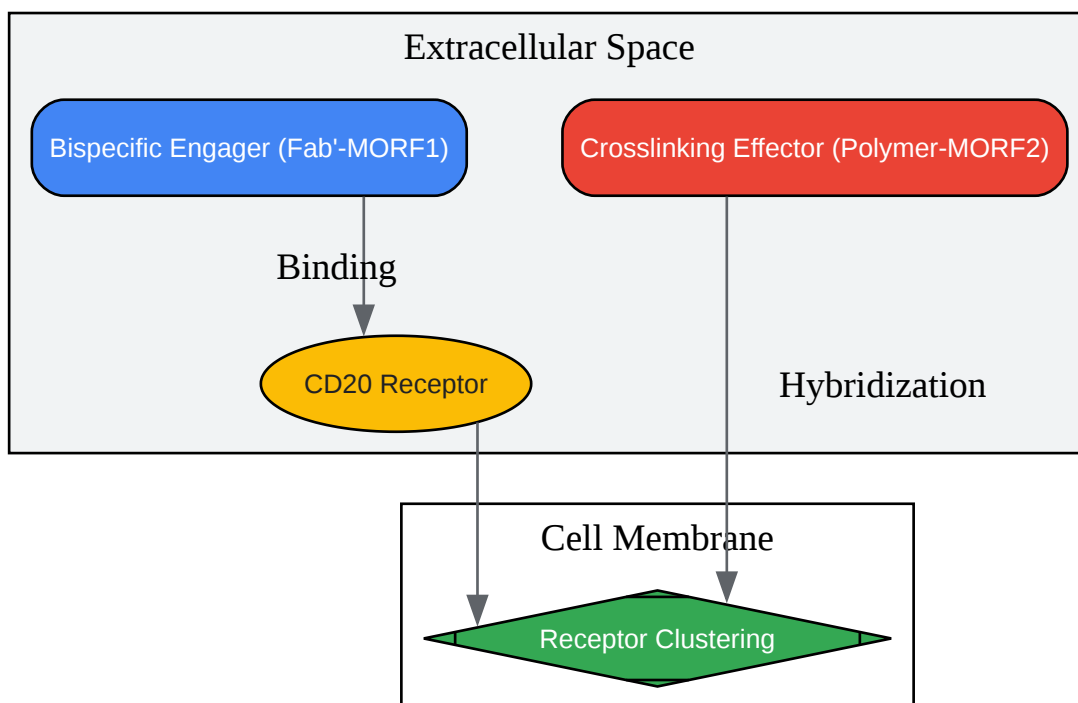 Extracellular Space
Bispecific Engager (Fab'-MORF1)
Crosslinking Effector (Polymer-MORF2)
Binding
CD20 Receptor
Hybridization
Cell Membrane
Receptor Clustering